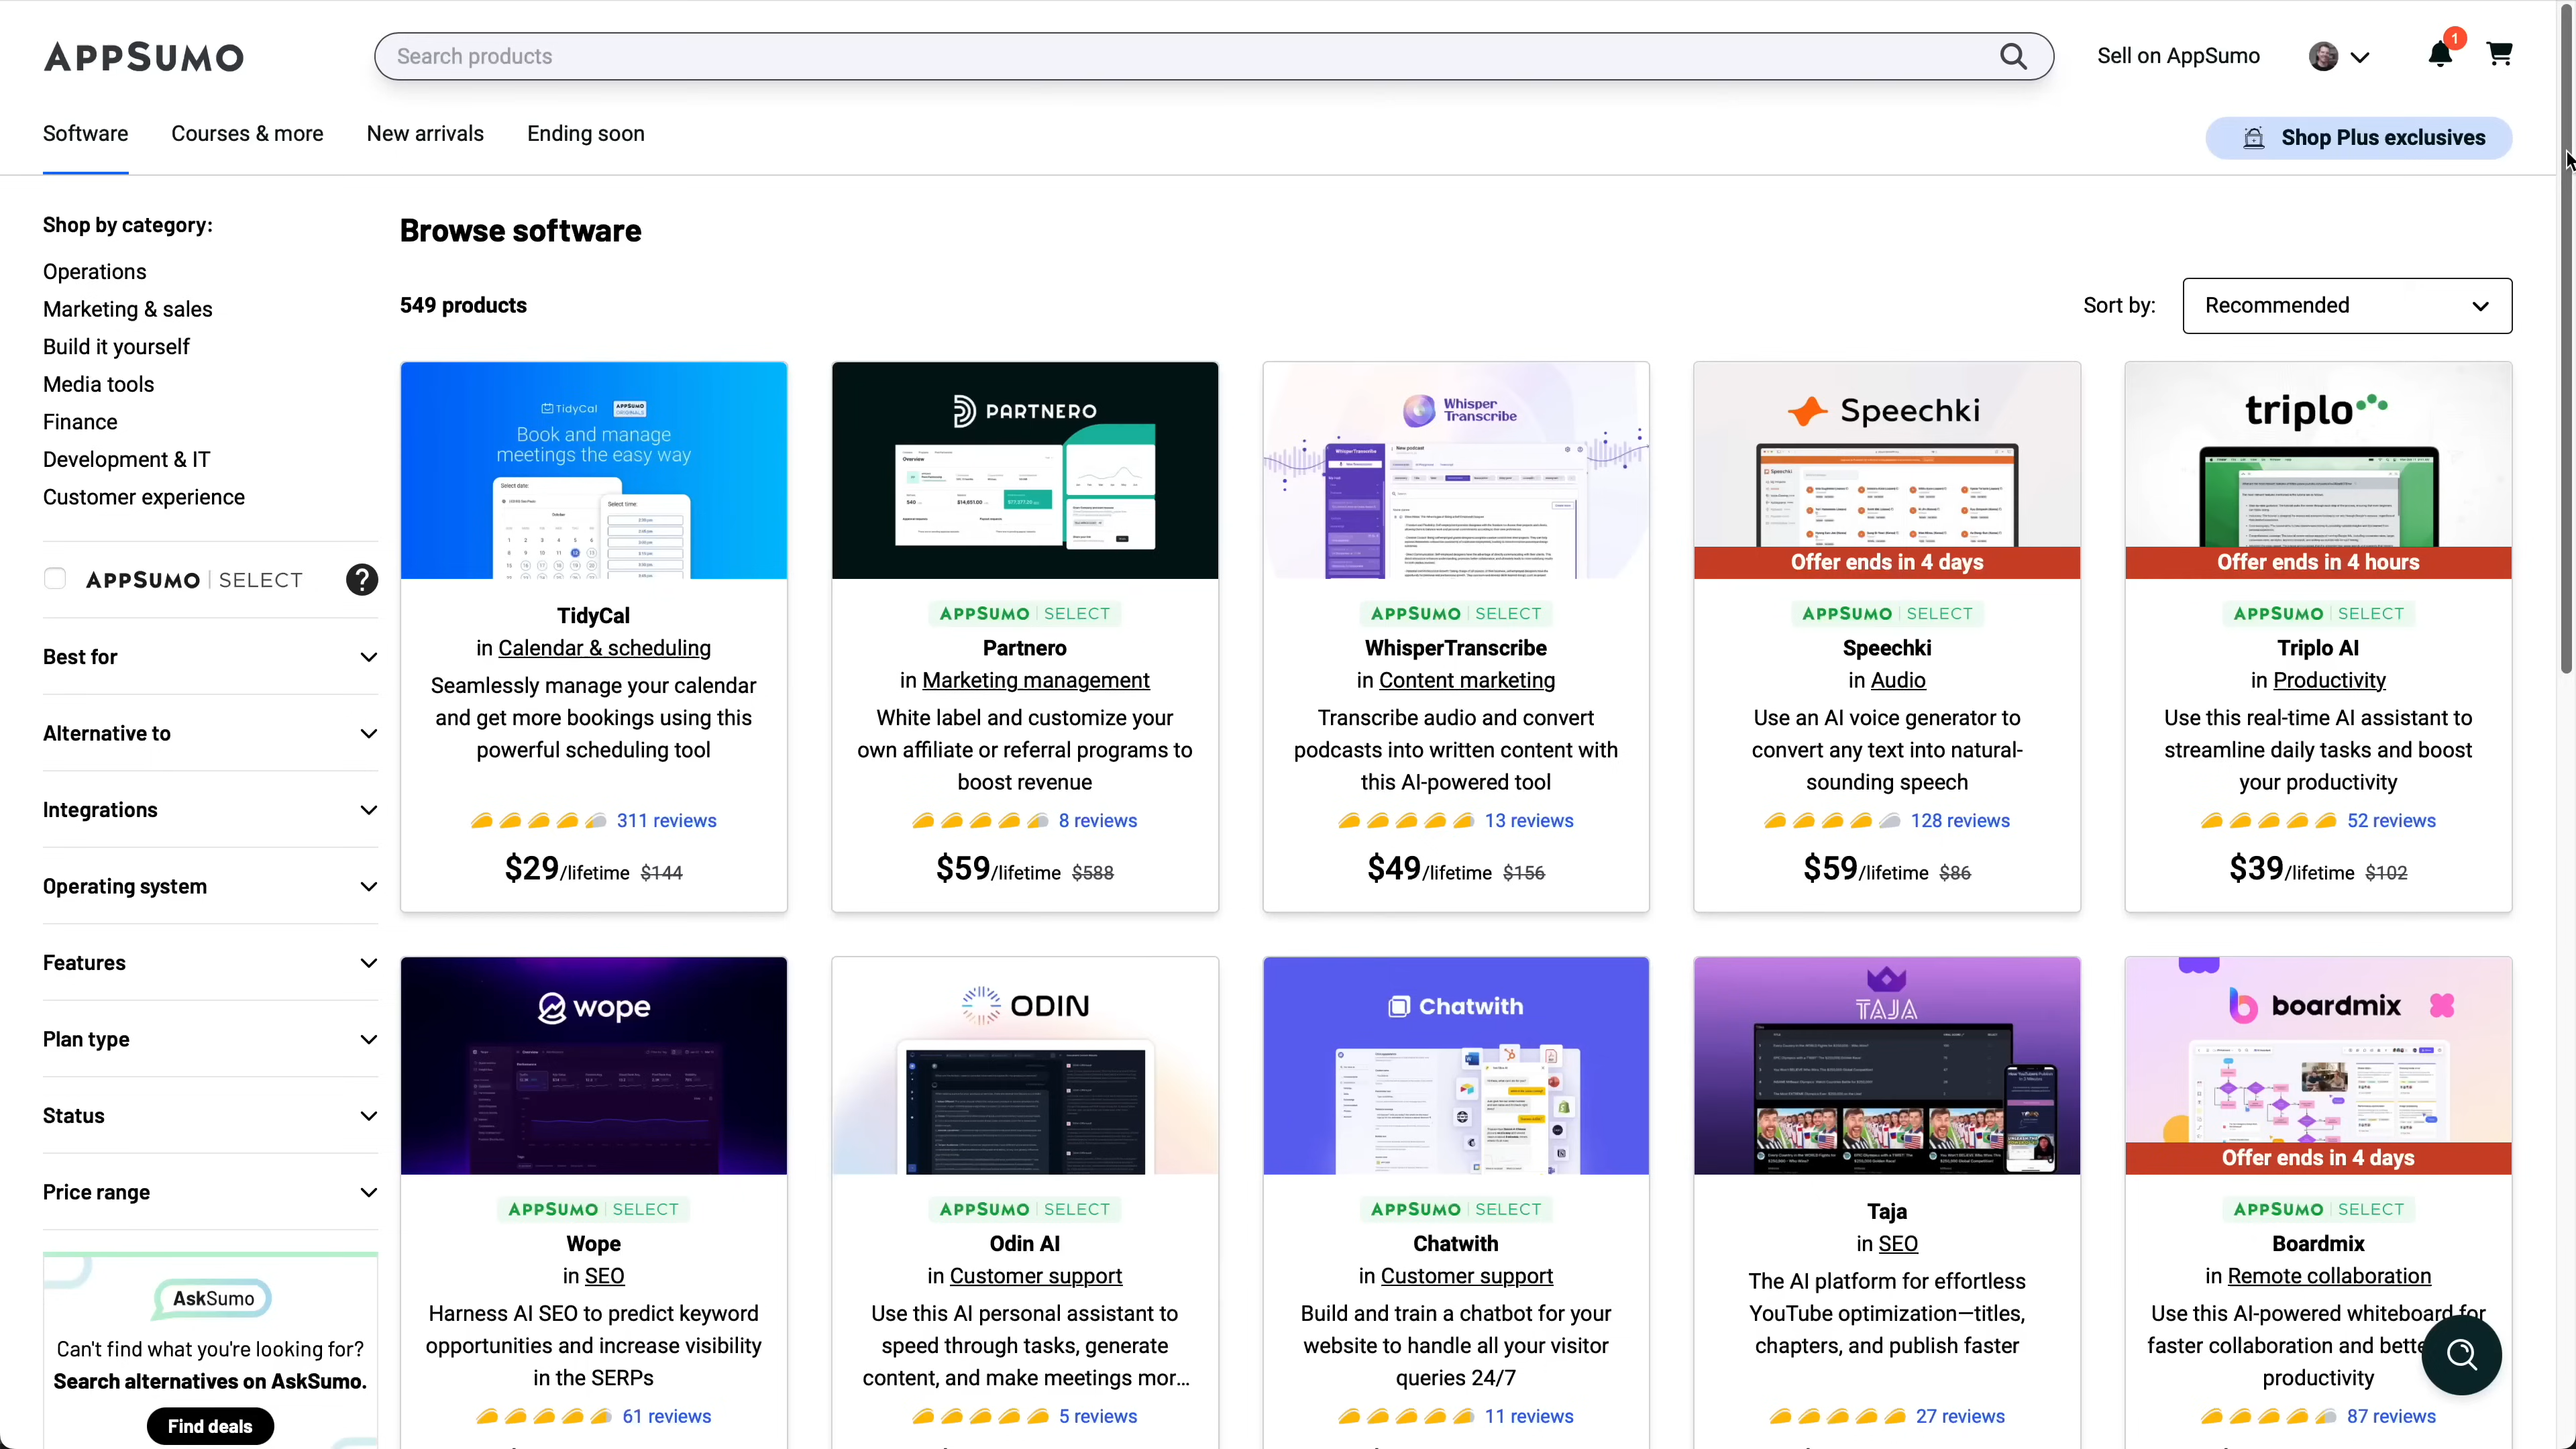 APPSUMO
Search products
Sell on AppSumo
1
Software
Courses & more
New arrivals
Ending soon
Shop Plus exclusives
Shop by category:
Operations
Marketing & sales
Build it yourself
Media tools
Finance
Development & IT
Customer experience
APPSUMO | SELECT
?
Best for
Alternative to
Integrations
Operating system
Features
Plan type
Status
Price range
AskSumo
Can't find what you're looking for?
Search alternatives on AskSumo.
Find deals
Browse software
549 products
Sort by:
Recommended
TidyCal
APPSUMO
ORIGINALS
Book and manage
meetings the easy way
Select date:
Select time:
TidyCal
in Calendar & scheduling
Seamlessly manage your calendar
and get more bookings using this
powerful scheduling tool
311 reviews
$29/lifetime $144
PARTNERO
Overview
APPSUMO | SELECT
Partnero
in Marketing management
White label and customize your
own affiliate or referral programs to
boost revenue
8 reviews
$59/lifetime $588
Whisper
Transcribe
New podcast
APPSUMO | SELECT
WhisperTranscribe
in Content marketing
Transcribe audio and convert
podcasts into written content with
this AI-powered tool
13 reviews
$49/lifetime $156
Speechki
Speechki
Offer ends in 4 days
APPSUMO | SELECT
Speechki
in Audio
Use an AI voice generator to
convert any text into natural-
sounding speech
128 reviews
$59/lifetime $86
triplo
Offer ends in 4 hours
APPSUMO | SELECT
Triplo AI
in Productivity
Use this real-time AI assistant to
streamline daily tasks and boost
your productivity
52 reviews
$39/lifetime $102
wope
APPSUMO | SELECT
Wope
in SEO
Harness AI SEO to predict keyword
opportunities and increase visibility
in the SERPs
61 reviews
ODIN
APPSUMO | SELECT
Odin AI
in Customer support
Use this AI personal assistant to
speed through tasks, generate
content, and make meetings mor...
5 reviews
Chatwith
APPSUMO | SELECT
Chatwith
in Customer support
Build and train a chatbot for your
website to handle all your visitor
queries 24/7
11 reviews
TAJA
Taja
in SEO
The AI platform for effortless
YouTube optimization—titles,
chapters, and publish faster
27 reviews
boardmix
Offer ends in 4 days
APPSUMO | SELECT
Boardmix
in Remote collaboration
Use this AI-powered whiteboard for
faster collaboration and bette
productivity
87 reviews